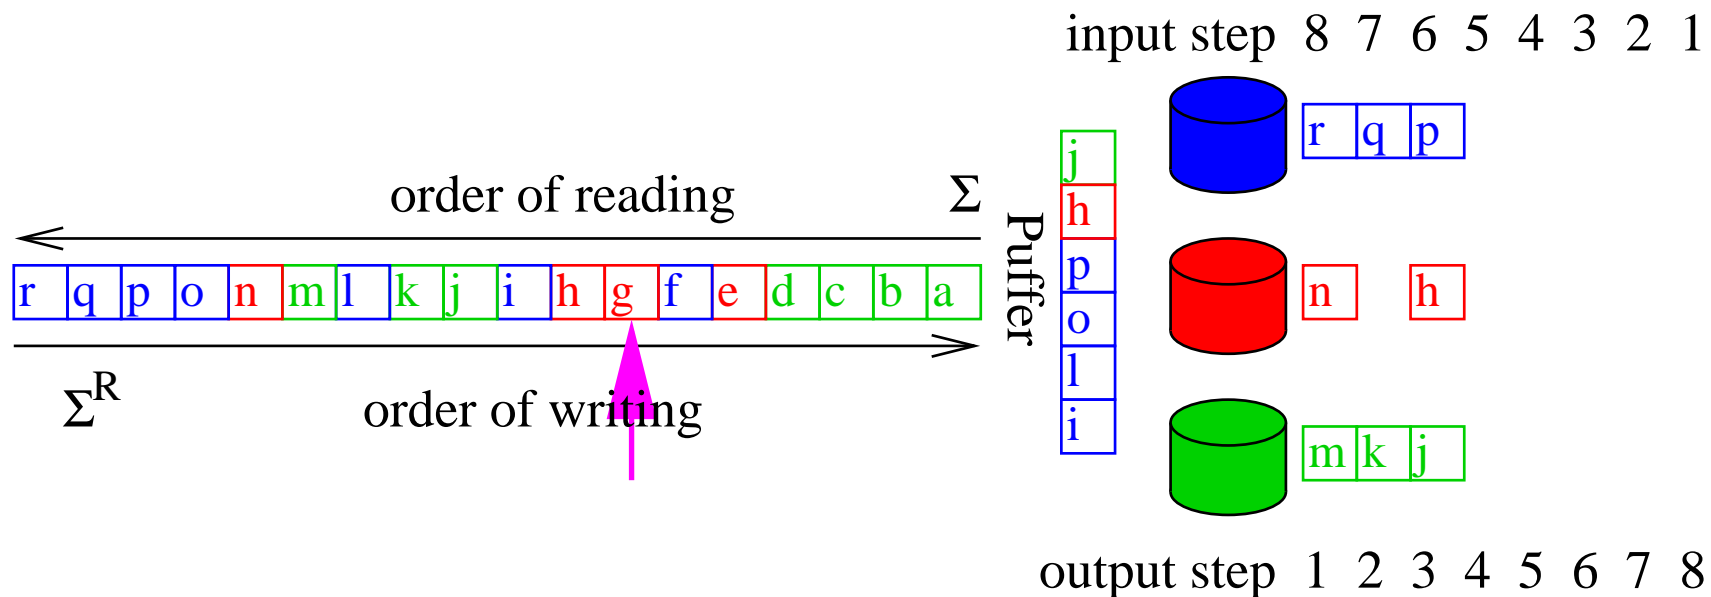 input step 8 7 6 5 4 3 2 1
r q p
order of reading Σ
r q p o n m l k j i h g f e d c b a
Σ^R order of writing
Puffer
j
h
p
o
l
i
n h
m k j
output step 1 2 3 4 5 6 7 8